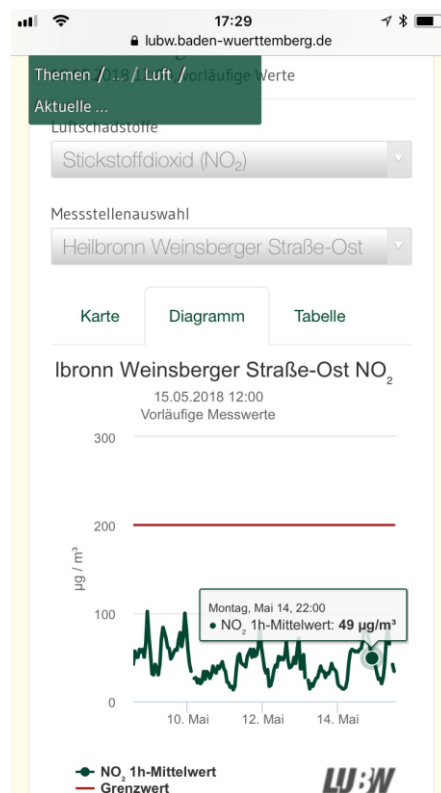 17:29
lubw.baden-wuerttemberg.de
Themen / ... / Luft /
Aktuelle ...
Luftschadstoffe
Stickstoffdioxid (NO₂)
Messstellenauswahl
Heilbronn Weinsberger Straße-Ost
Karte Diagramm Tabelle
lbronn Weinsberger Straße-Ost NO₂
15.05.2018 12:00
Vorläufige Messwerte
300
200
µg / m³
Montag, Mai 14, 22:00
● NO₂ 1h-Mittelwert: 49 µg/m³
100
0
10. Mai 12. Mai 14. Mai
NO₂ 1h-Mittelwert
Grenzwert
LUBW